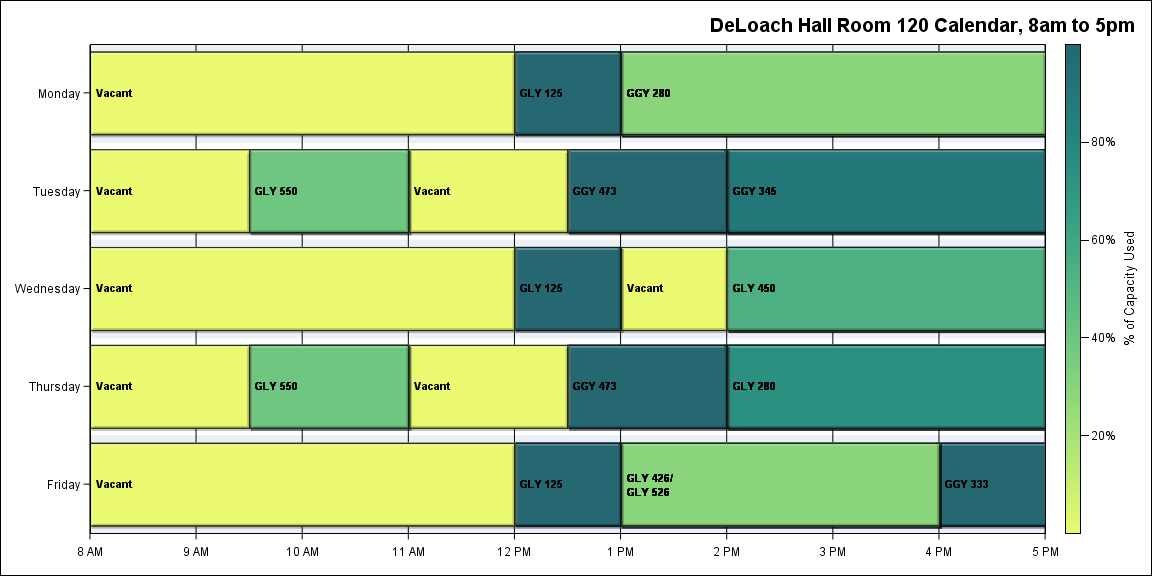 DeLoach Hall Room 120 Calendar, 8am to 5pm
Monday
Vacant
GLY 125
GGY 280
Tuesday
Vacant
GLY 550
Vacant
GGY 473
GGY 345
Wednesday
Vacant
GLY 125
Vacant
GLY 450
Thursday
Vacant
GLY 550
Vacant
GGY 473
GLY 280
Friday
Vacant
GLY 125
GLY 426/
GLY 526
GGY 333
8 AM
9 AM
10 AM
11 AM
12 PM
1 PM
2 PM
3 PM
4 PM
5 PM
80%
60%
40%
20%
% of Capacity Used